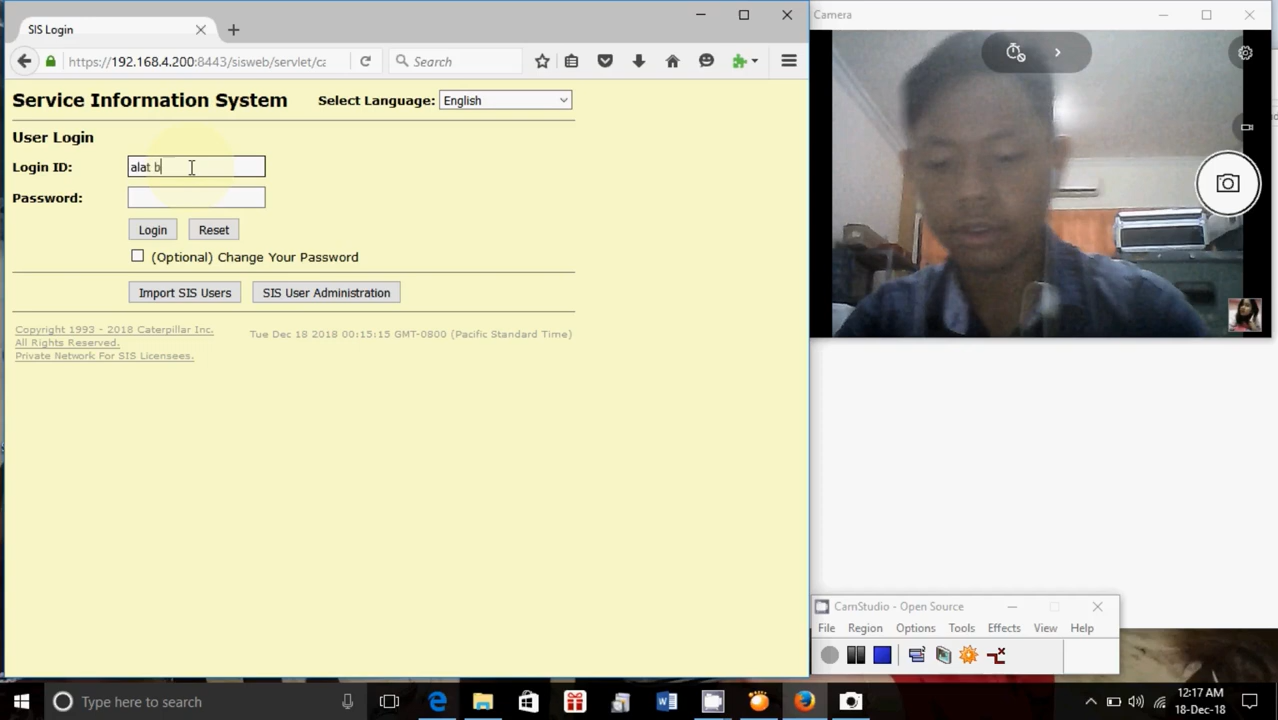 SIS Login
https://192.168.4.200:8443/sisweb/servlet/ca
Search
Service Information System
Select Language: English
User Login
Login ID: alat b
Password:
Login Reset
(Optional) Change Your Password
Import SIS Users SIS User Administration
Copyright 1993 - 2018 Caterpillar Inc.
All Rights Reserved.
Private Network For SIS Licensees.
Tue Dec 18 2018 00:15:15 GMT-0800 (Pacific Standard Time)
Camera
CamStudio - Open Source
File Region Options Tools Effects View Help
Type here to search
12:17 AM
18-Dec-18